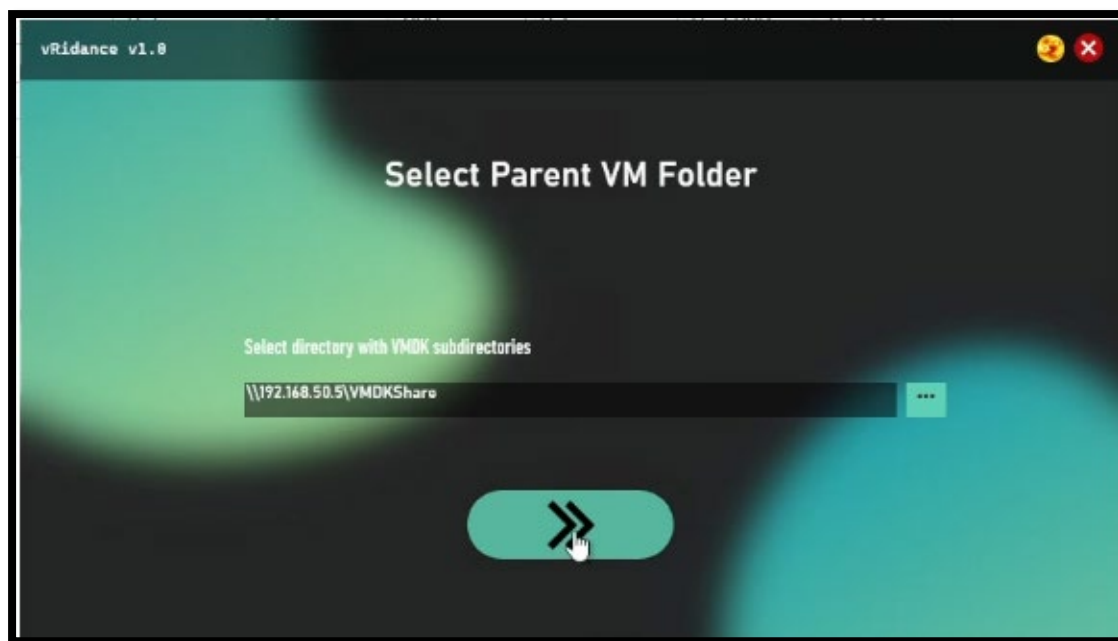 vRidance v1.0
Select Parent VM Folder
Select directory with VMDK subdirectories
\\192.168.50.5\VMDKShare
...